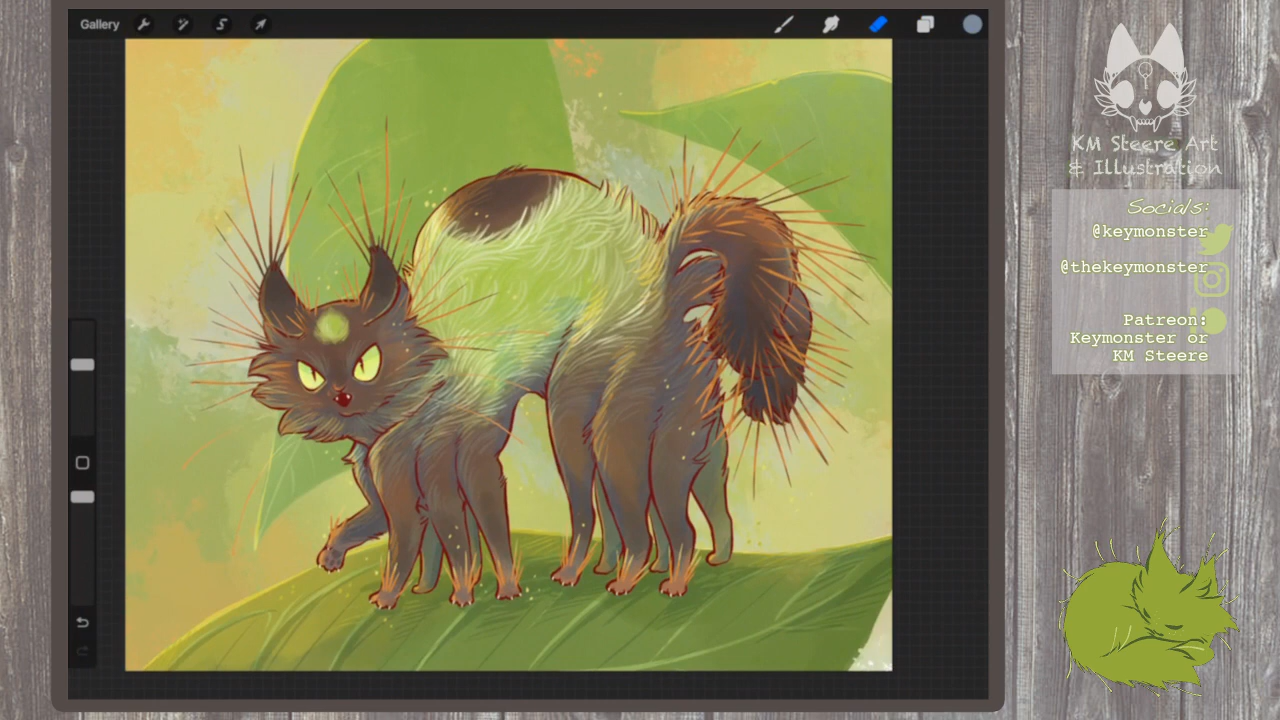 Gallery
KM Steere Art
& Illustration
Socials:
@keymonster
@thekeymonster
Patreon:
Keymonster or
KM Steere